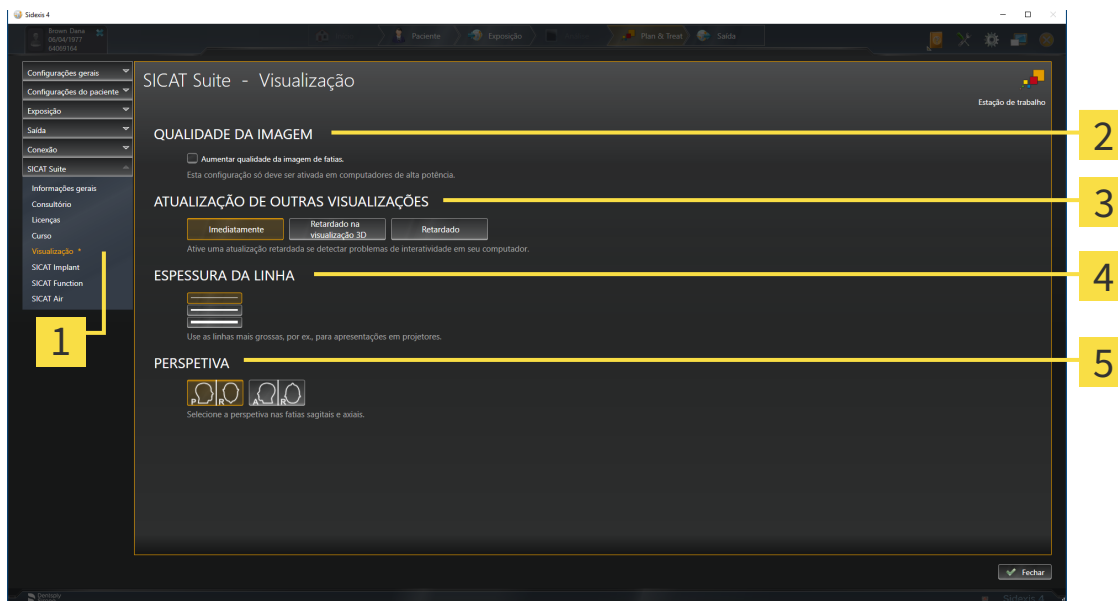 Sidexis 4
Brown Dana
06/04/1977
64069164
Paciente
Exposição
Plan & Treat
Saída
Configurações gerais
Configurações do paciente
Exposição
Saída
Conexão
SICAT Suite
Informações gerais
Consultório
Licenças
Curso
Visualização *
SICAT Implant
SICAT Function
SICAT Air
1
SICAT Suite - Visualização
Estação de trabalho
QUALIDADE DA IMAGEM
2
Aumentar qualidade da imagem de fatias.
Esta configuração só deve ser ativada em computadores de alta potência.
ATUALIZAÇÃO DE OUTRAS VISUALIZAÇÕES
3
Imediatamente
Retardado na
visualização 3D
Retardado
Ative uma atualização retardada se detectar problemas de interatividade em seu computador.
ESPESSURA DA LINHA
4
Use as linhas mais grossas, por ex., para apresentações em projetores.
PERSPETIVA
5
P R A R
Selecione a perspetiva nas fatias sagitais e axiais.
Fechar
Dentsply
Sidexis 4